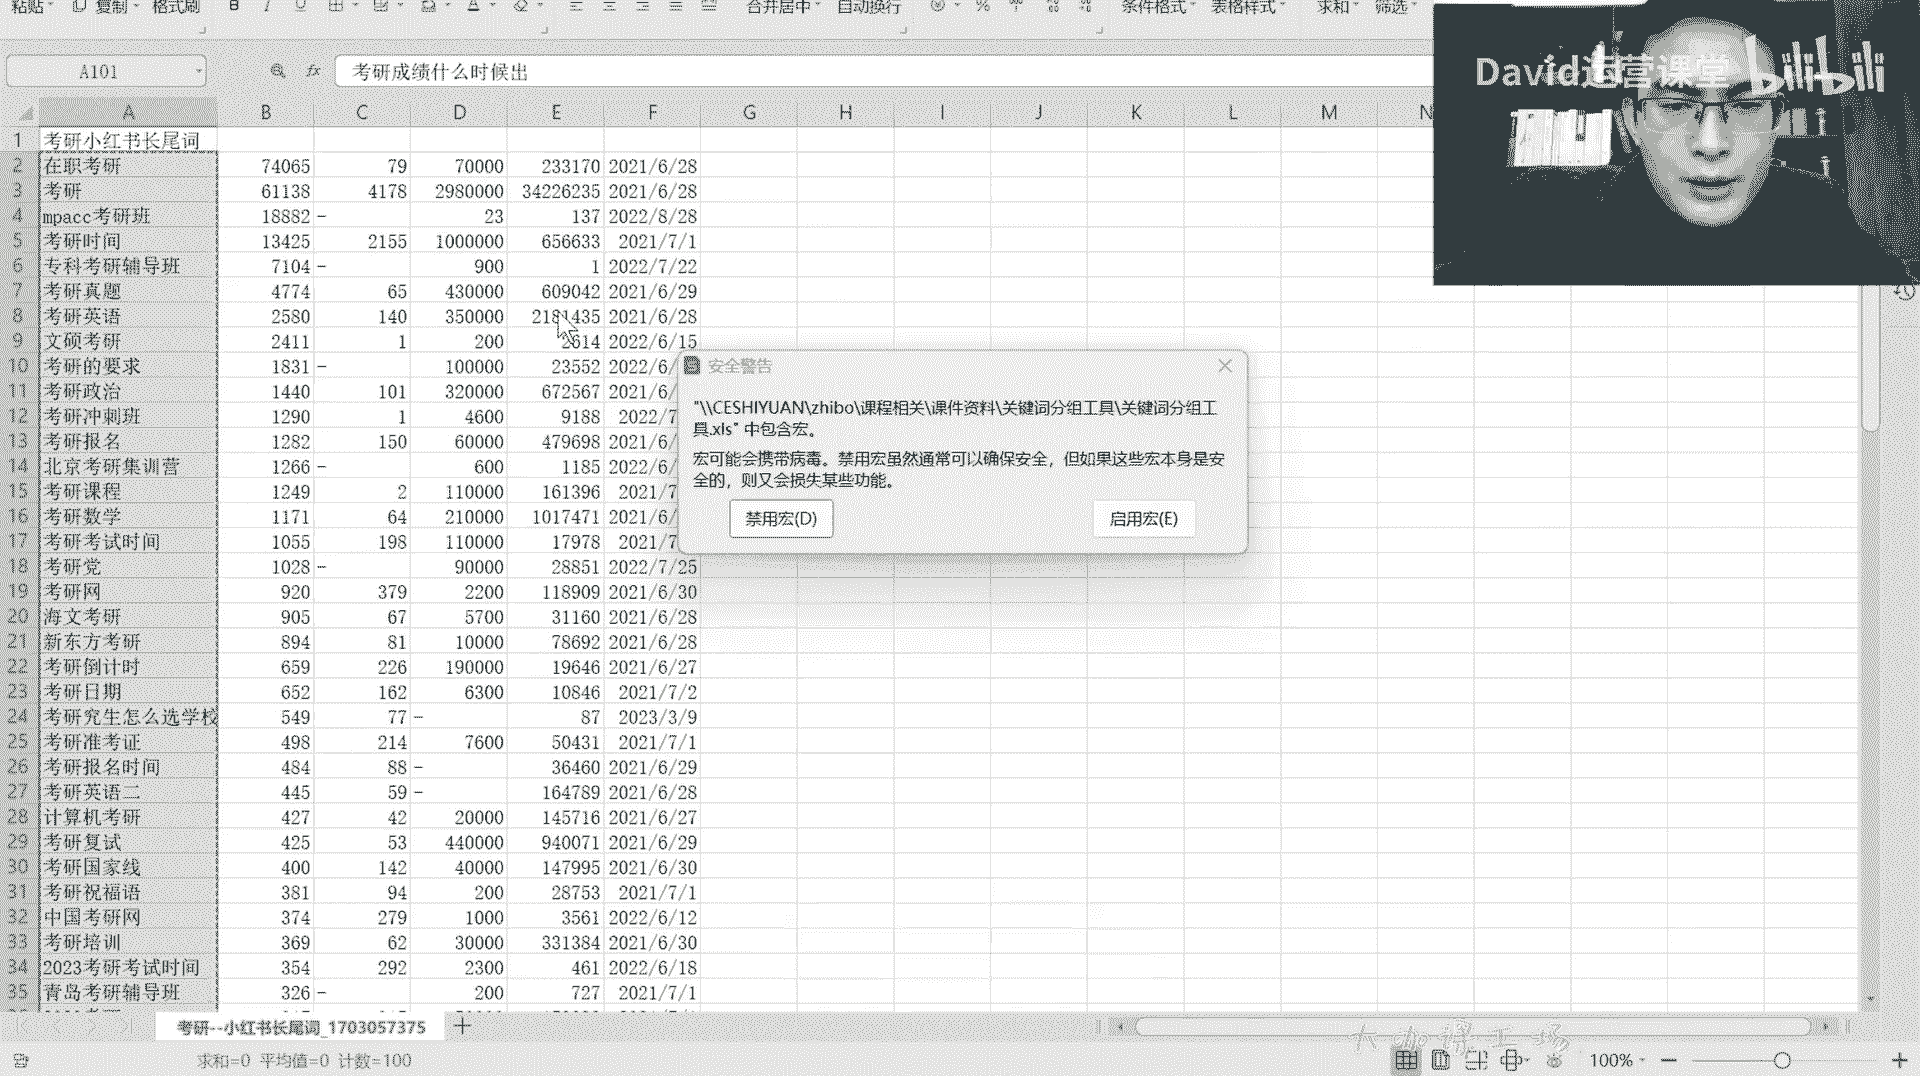 粘贴 复制 格式刷 B I U A 合并居中 自动换行 % 条件格式 表格样式 求和 筛选
David运营课堂 bilibili
A101 fx 考研成绩什么时候出
A B C D E F G H I J K L M N
1 考研小红书长尾词
2 在职考研 74065 79 70000 233170 2021/6/28
3 考研 61138 4178 2980000 34226235 2021/6/28
4 mpacc考研班 18882 - 23 137 2022/8/28
5 考研时间 13425 2155 1000000 656633 2021/7/1
6 专科考研辅导班 7104 - 900 1 2022/7/22
7 考研真题 4774 65 430000 609042 2021/6/29
8 考研英语 2580 140 350000 2181435 2021/6/28
9 文硕考研 2411 1 200 2614 2022/6/15
10 考研的要求 1831 - 100000 23552 2022/6/
11 考研政治 1440 101 320000 672567 2021/6/
12 考研冲刺班 1290 1 4600 9188 2022/7
13 考研报名 1282 150 60000 479698 2021/6/
14 北京考研集训营 1266 - 600 1185 2022/6/
15 考研课程 1249 2 110000 161396 2021/7
16 考研数学 1171 64 210000 1017471 2021/6/
17 考研考试时间 1055 198 110000 17978 2021/7
18 考研党 1028 - 90000 28851 2022/7/25
19 考研网 920 379 2200 118909 2021/6/30
20 海文考研 905 67 5700 31160 2021/6/28
21 新东方考研 894 81 10000 78692 2021/6/28
22 考研倒计时 659 226 190000 19646 2021/6/27
23 考研日期 652 162 6300 10846 2021/7/2
24 考研究生怎么选学校 549 77 - 87 2023/3/9
25 考研准考证 498 214 7600 50431 2021/7/1
26 考研报名时间 484 88 - 36460 2021/6/29
27 考研英语二 445 59 - 164789 2021/6/28
28 计算机考研 427 42 20000 145716 2021/6/27
29 考研复试 425 53 440000 940071 2021/6/29
30 考研国家线 400 142 40000 147995 2021/6/30
31 考研祝福语 381 94 200 28753 2021/7/1
32 中国考研网 374 279 1000 3561 2022/6/12
33 考研培训 369 62 30000 331384 2021/6/30
34 2023考研考试时间 354 292 2300 461 2022/6/18
35 青岛考研辅导班 326 - 200 727 2021/7/1
安全警告
"\\CESHIYUAN\zhibo\课程相关\课件资料\关键词分组工具\关键词分组工
具.xls" 中包含宏。
宏可能会携带病毒。禁用宏虽然通常可以确保安全，但如果这些宏本身是安
全的，则又会损失某些功能。
禁用宏(D) 启用宏(E)
考研--小红书长尾词_1703057375
大咖课工场
求和=0 平均值=0 计数=100 100%